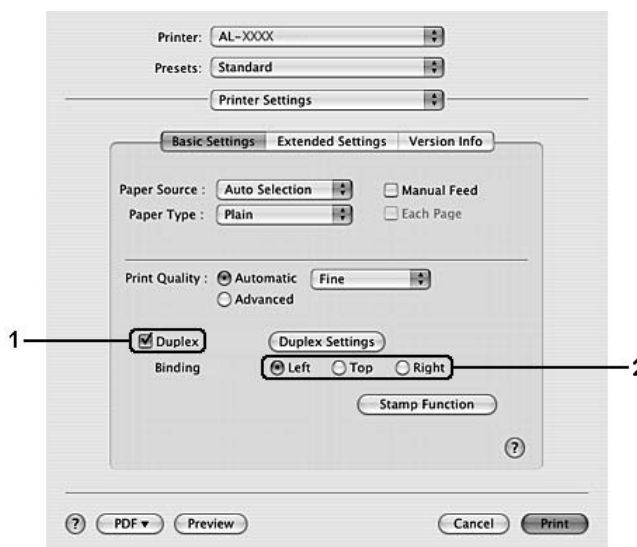 Printer: AL-XXXX
Presets: Standard
Printer Settings
Basic Settings Extended Settings Version Info
Paper Source : Auto Selection Manual Feed
Paper Type : Plain Each Page
Print Quality : Automatic Fine
Advanced
1 Duplex Duplex Settings
Binding Left Top Right 2
Stamp Function
?
? PDF▼ Preview Cancel Print